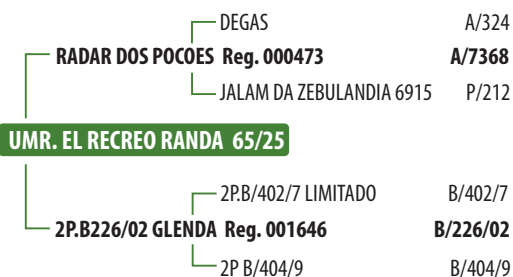 DEGAS A/324
RADAR DOS POCOES Reg. 000473 A/7368
JALAM DA ZEBULANDIA 6915 P/212
UMR. EL RECREO RANDA 65/25
2P.B/402/7 LIMITADO B/402/7
2P.B226/02 GLENDA Reg. 001646 B/226/02
2P B/404/9 B/404/9